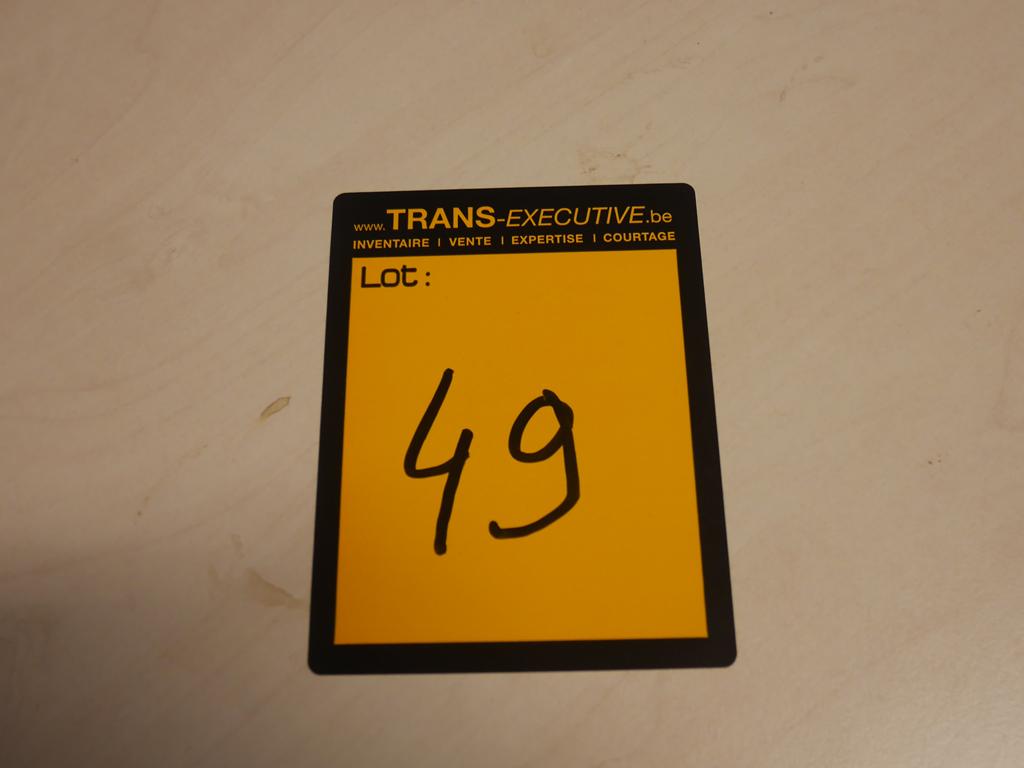 www.TRANS-EXECUTIVE.be
INVENTAIRE | VENTE | EXPERTISE | COURTAGE
Lot :
49